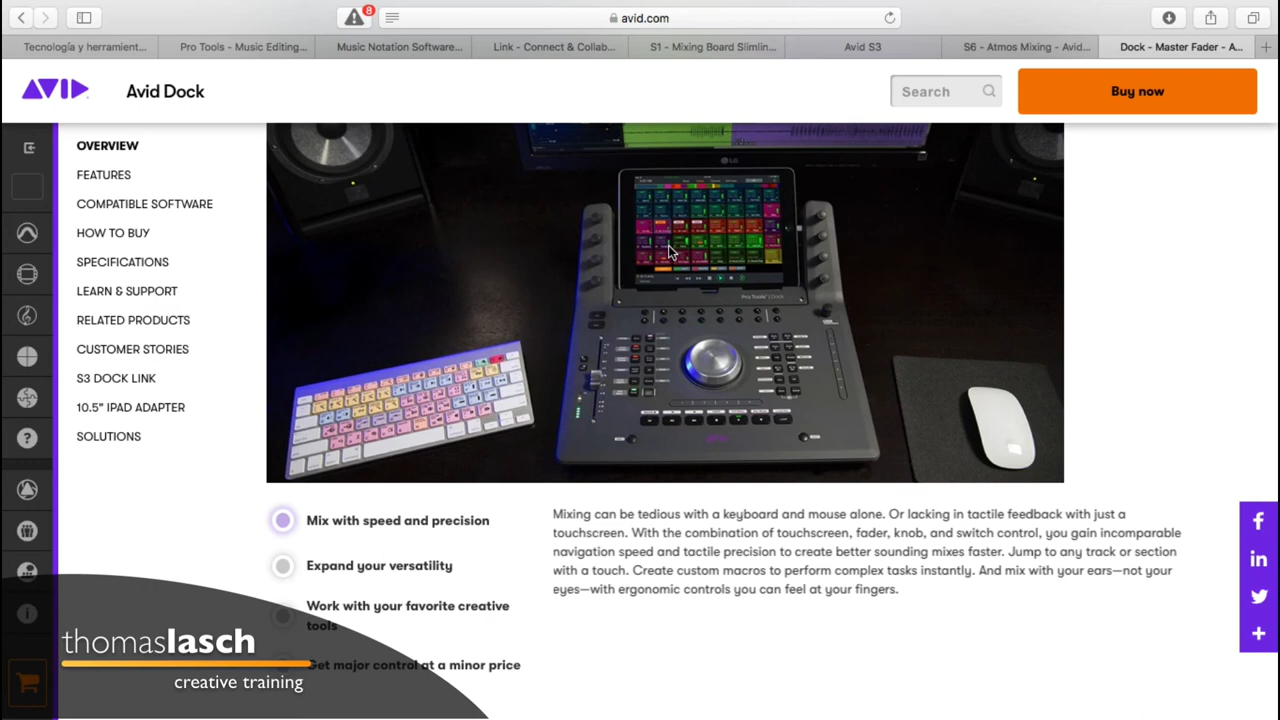 avid.com
8
Tecnología y herramient...
Pro Tools - Music Editing...
Music Notation Software...
Link - Connect & Collab...
S1 - Mixing Board Slimlin...
Avid S3
S6 - Atmos Mixing - Avid...
Dock - Master Fader - A...
AVID
Avid Dock
Search
Buy now
OVERVIEW
FEATURES
COMPATIBLE SOFTWARE
HOW TO BUY
SPECIFICATIONS
LEARN & SUPPORT
RELATED PRODUCTS
CUSTOMER STORIES
S3 DOCK LINK
10.5" IPAD ADAPTER
SOLUTIONS
LG
Pro Tools | Dock
AVID
Mix with speed and precision
Expand your versatility
Work with your favorite creative
tools
Get major control at a minor price
Mixing can be tedious with a keyboard and mouse alone. Or lacking in tactile feedback with just a
touchscreen. With the combination of touchscreen, fader, knob, and switch control, you gain incomparable
navigation speed and tactile precision to create better sounding mixes faster. Jump to any track or section
with a touch. Create custom macros to perform complex tasks instantly. And mix with your ears—not your
eyes—with ergonomic controls you can feel at your fingers.
thomaslasch
creative training